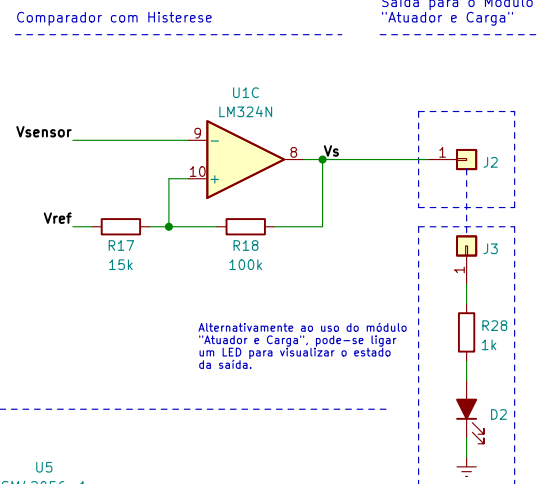 Saída para o Módulo
"Atuador e Carga"
Comparador com Histerese
U1C
LM324N
Vsensor
9
−
8
Vs
10
+
1
J2
Vref
R17
15k
R18
100k
J3
1
Alternativamente ao uso do módulo
"Atuador e Carga", pode-se ligar
um LED para visualizar o estado
da saída.
R28
1k
D2
U5